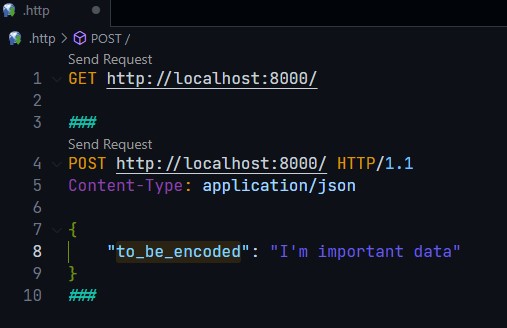 .http
.http > POST /
Send Request
1 GET http://localhost:8000/
2
3 ###
Send Request
4 POST http://localhost:8000/ HTTP/1.1
5 Content-Type: application/json
6
7 {
8 "to_be_encoded": "I'm important data"
9 }
10 ###